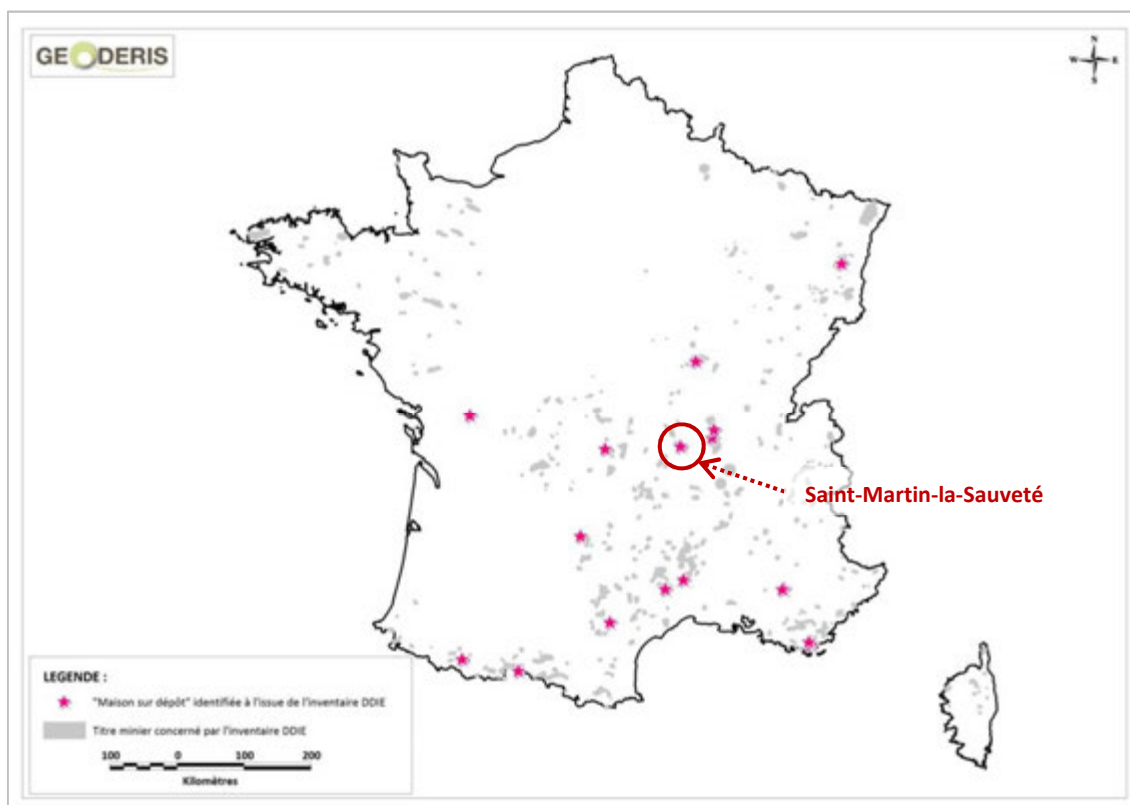 GEODERIS
N
W E
S
Saint-Martin-la-Sauveté
LEGENDE :
"Maison sur dépôt" identifiée à l'issue de l'inventaire DDIE
Titre minier concerné par l'inventaire DDIE
100 0 100 200
Kilomètres